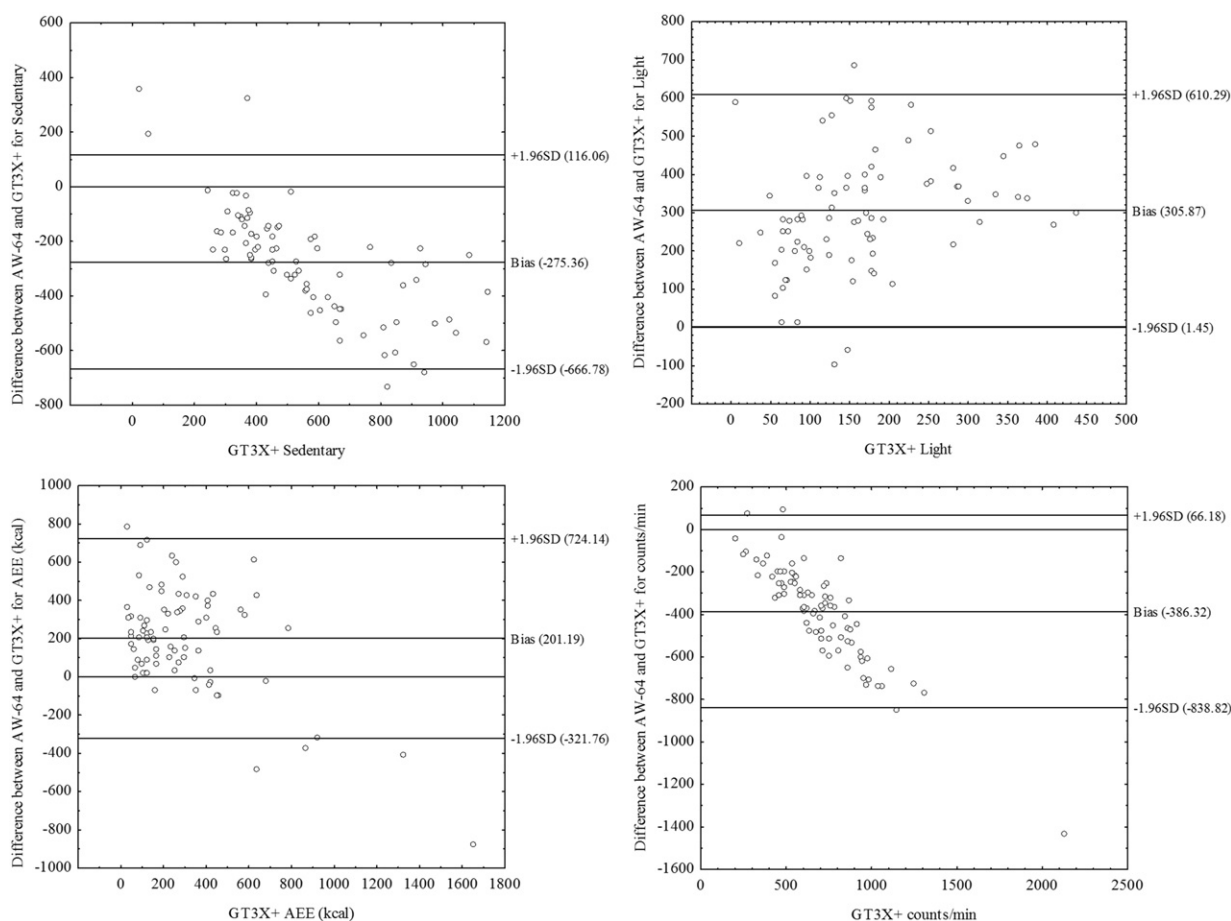 Difference between AW-64 and GT3X+ for Sedentary
600
400
200
0
-200
-400
-600
-800
+1.96SD (116.06)
Bias (-275.36)
-1.96SD (-666.78)
0 200 400 600 800 1000 1200
GT3X+ Sedentary
Difference between AW-64 and GT3X+ for Light
800
700
600
500
400
300
200
100
0
-100
-200
+1.96SD (610.29)
Bias (305.87)
-1.96SD (1.45)
-50 0 50 100 150 200 250 300 350 400 450 500
GT3X+ Light
Difference between AW-64 and GT3X+ for AEE (kcal)
1000
800
600
400
200
0
-200
-400
-600
-800
-1000
+1.96SD (724.14)
Bias (201.19)
-1.96SD (-321.76)
0 200 400 600 800 1000 1200 1400 1600 1800
GT3X+ AEE (kcal)
Difference between AW-64 and GT3X+ for counts/min
200
0
-200
-400
-600
-800
-1000
-1200
-1400
-1600
+1.96SD (66.18)
Bias (-386.32)
-1.96SD (-838.82)
0 500 1000 1500 2000 2500
GT3X+ counts/min